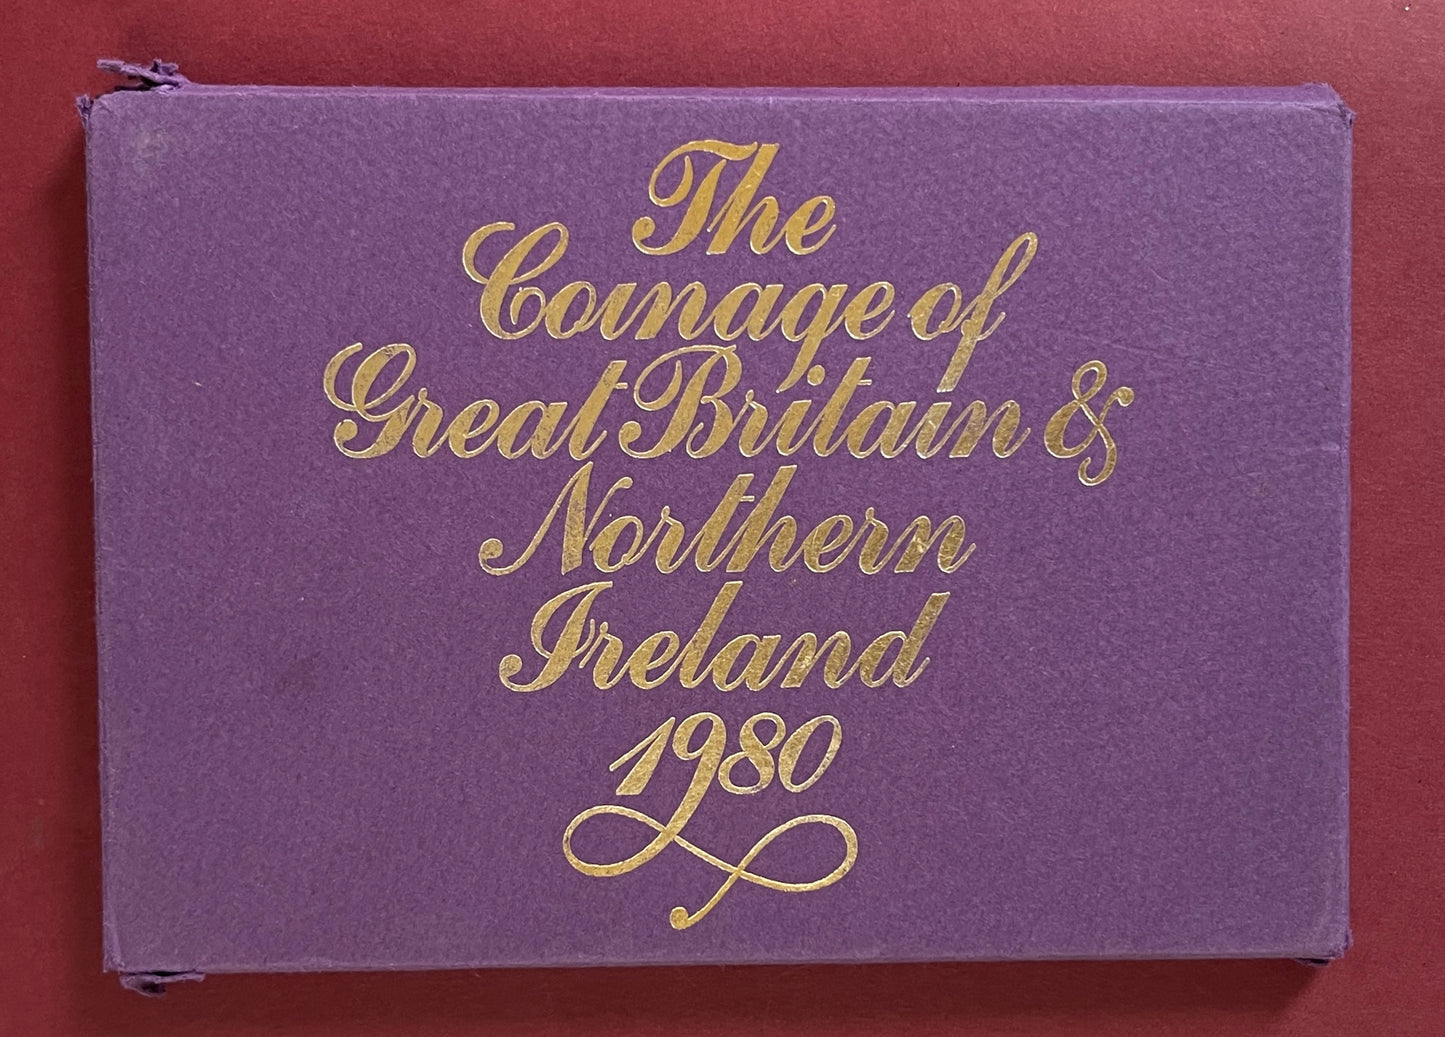 The
Coinage of
Great Britain &
Northern
Ireland
1980